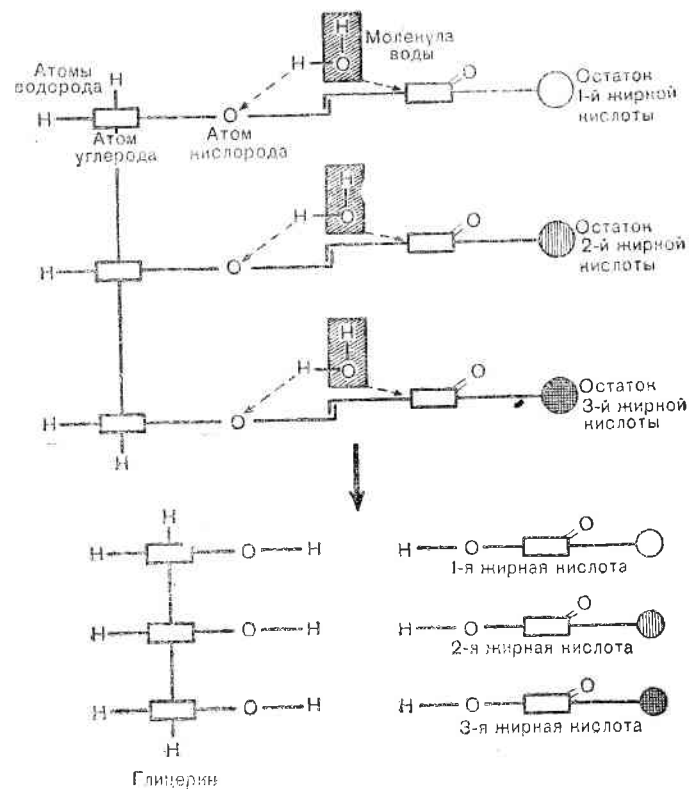 H
Молекула
воды
H
O
O
Атомы
водорода
H
H
O
Атом
углерода
Атом
кислорода
Остаток
1-й жирной
кислоты
H
H
O
O
H
O
Остаток
2-й жирной
кислоты
H
H
O
O
H
O
H
Остаток
3-й жирной
кислоты
H
H
O
H
H
O
O
1-я жирная кислота
H
O
H
H
O
O
2-я жирная кислота
H
O
H
H
H
O
O
3-я жирная кислота
Глицерин